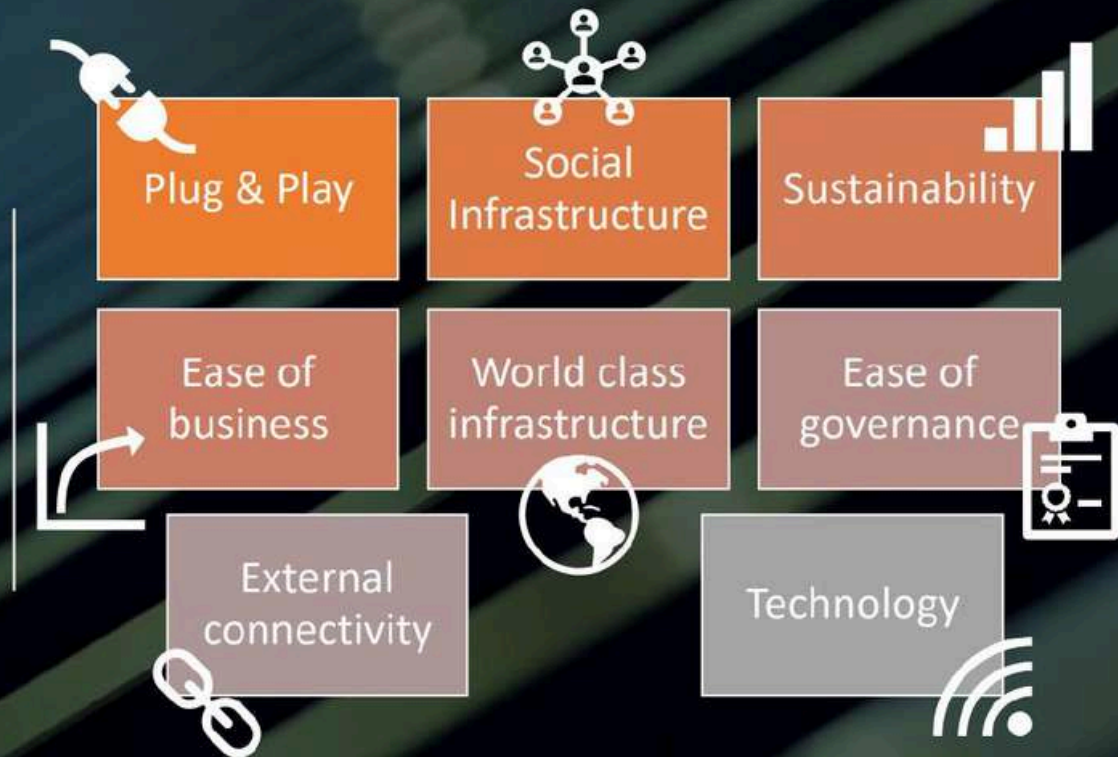 Plug & Play
Social
Infrastructure
Sustainability
Ease of
business
World class
infrastructure
Ease of
governance
External
connectivity
Technology